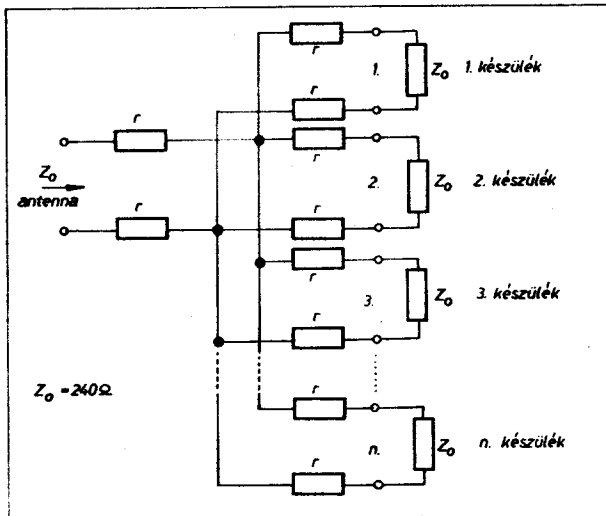 r
1.
Z₀
1. készülék
r
r
r
Z₀
antenna
2.
Z₀
2. készülék
r
r
r
3.
Z₀
3. készülék
r
Z₀ = 240Ω
r
n.
Z₀
n. készülék
r